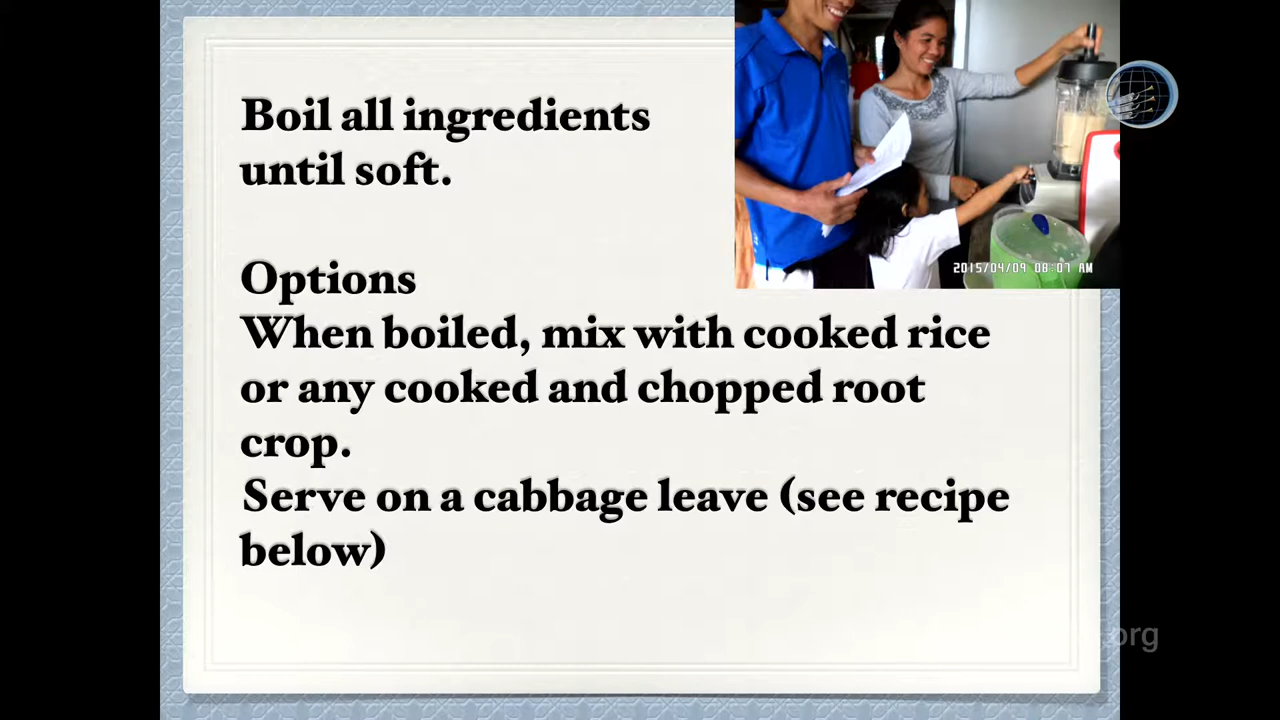 Boil all ingredients
until soft.
Options
When boiled, mix with cooked rice
or any cooked and chopped root
crop.
Serve on a cabbage leave (see recipe
below)
2015/04/09 08:07 AM
.org